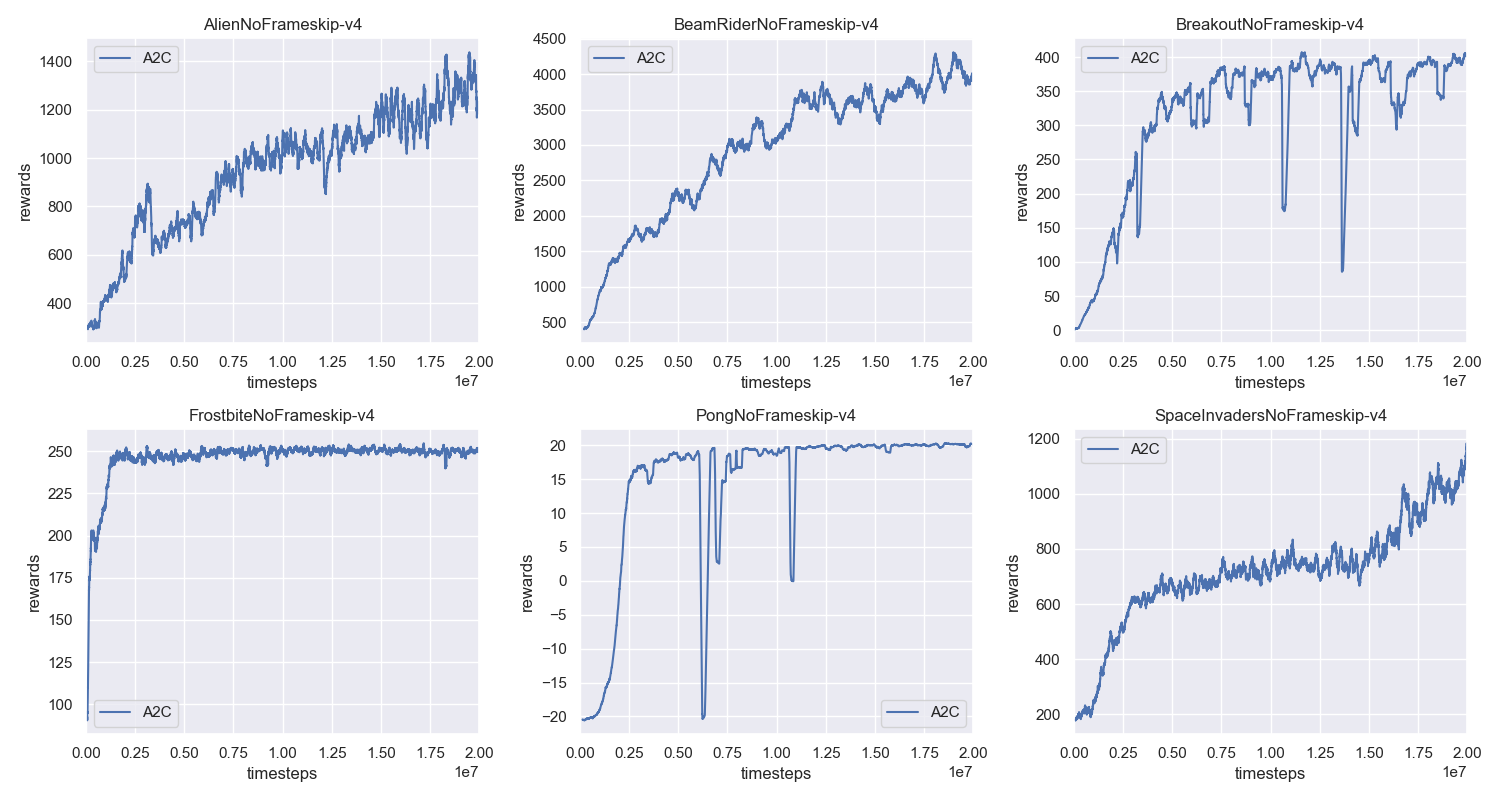 AlienNoFrameskip-v4
A2C
1400
1200
1000
800
600
400
rewards
0.00 0.25 0.50 0.75 1.00 1.25 1.50 1.75 2.00
timesteps
1e7
BeamRiderNoFrameskip-v4
A2C
4500
4000
3500
3000
2500
2000
1500
1000
500
rewards
0.00 0.25 0.50 0.75 1.00 1.25 1.50 1.75 2.00
timesteps
1e7
BreakoutNoFrameskip-v4
A2C
400
350
300
250
200
150
100
50
0
rewards
0.00 0.25 0.50 0.75 1.00 1.25 1.50 1.75 2.00
timesteps
1e7
FrostbiteNoFrameskip-v4
250
225
200
175
150
125
100
rewards
A2C
0.00 0.25 0.50 0.75 1.00 1.25 1.50 1.75 2.00
timesteps
1e7
PongNoFrameskip-v4
20
15
10
5
0
−5
−10
−15
−20
rewards
A2C
0.00 0.25 0.50 0.75 1.00 1.25 1.50 1.75 2.00
timesteps
1e7
SpaceInvadersNoFrameskip-v4
A2C
1200
1000
800
600
400
200
rewards
0.00 0.25 0.50 0.75 1.00 1.25 1.50 1.75 2.00
timesteps
1e7